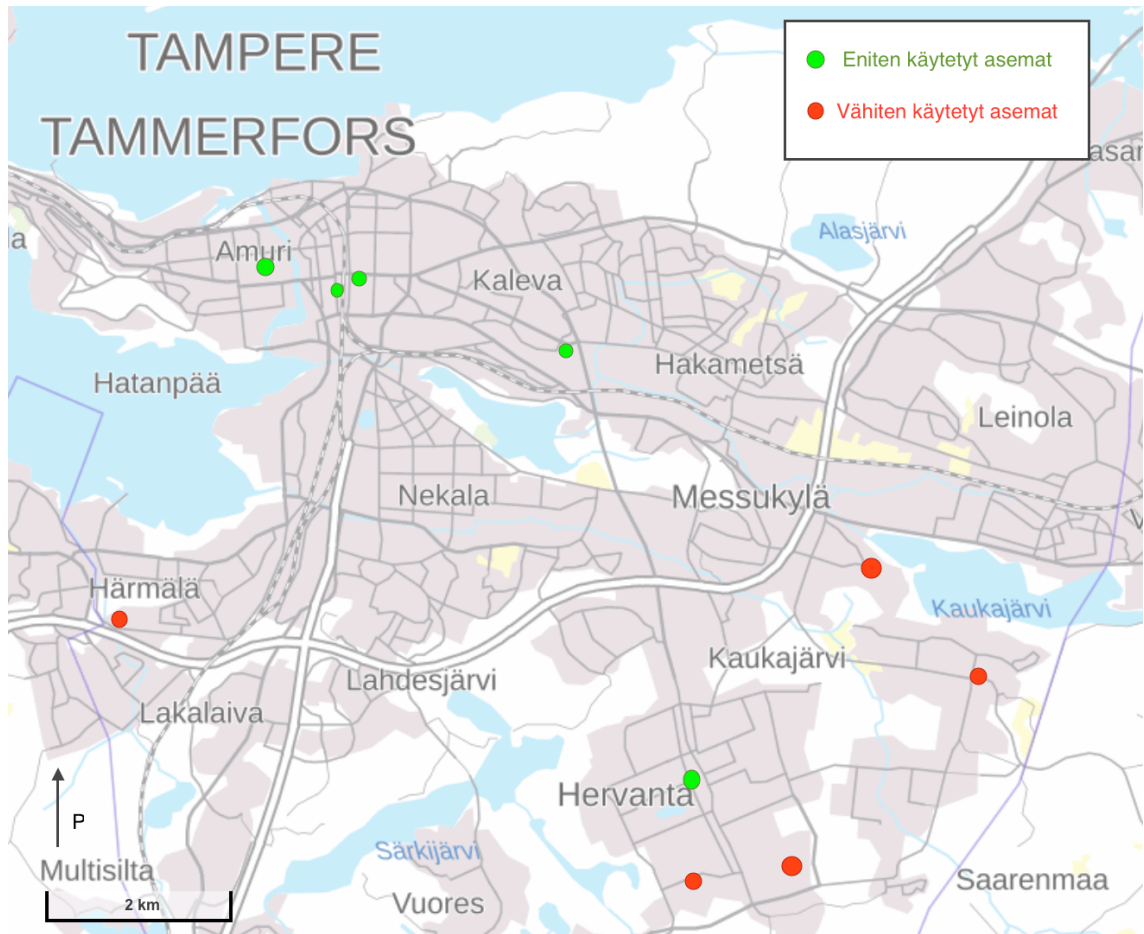 TAMPERE
TAMMERFORS
Eniten käytetyt asemat
Vähiten käytetyt asemat
Alasjärvi
Amuri
Kaleva
Hakametsä
Hatanpää
Leinola
Nekala
Messukylä
Härmälä
Kaukajärvi
Kaukajärvi
Lahdesjärvi
Lakalaiva
Hervanta
P
Särkijärvi
Multisilta
Saarenmaa
2 km
Vuores